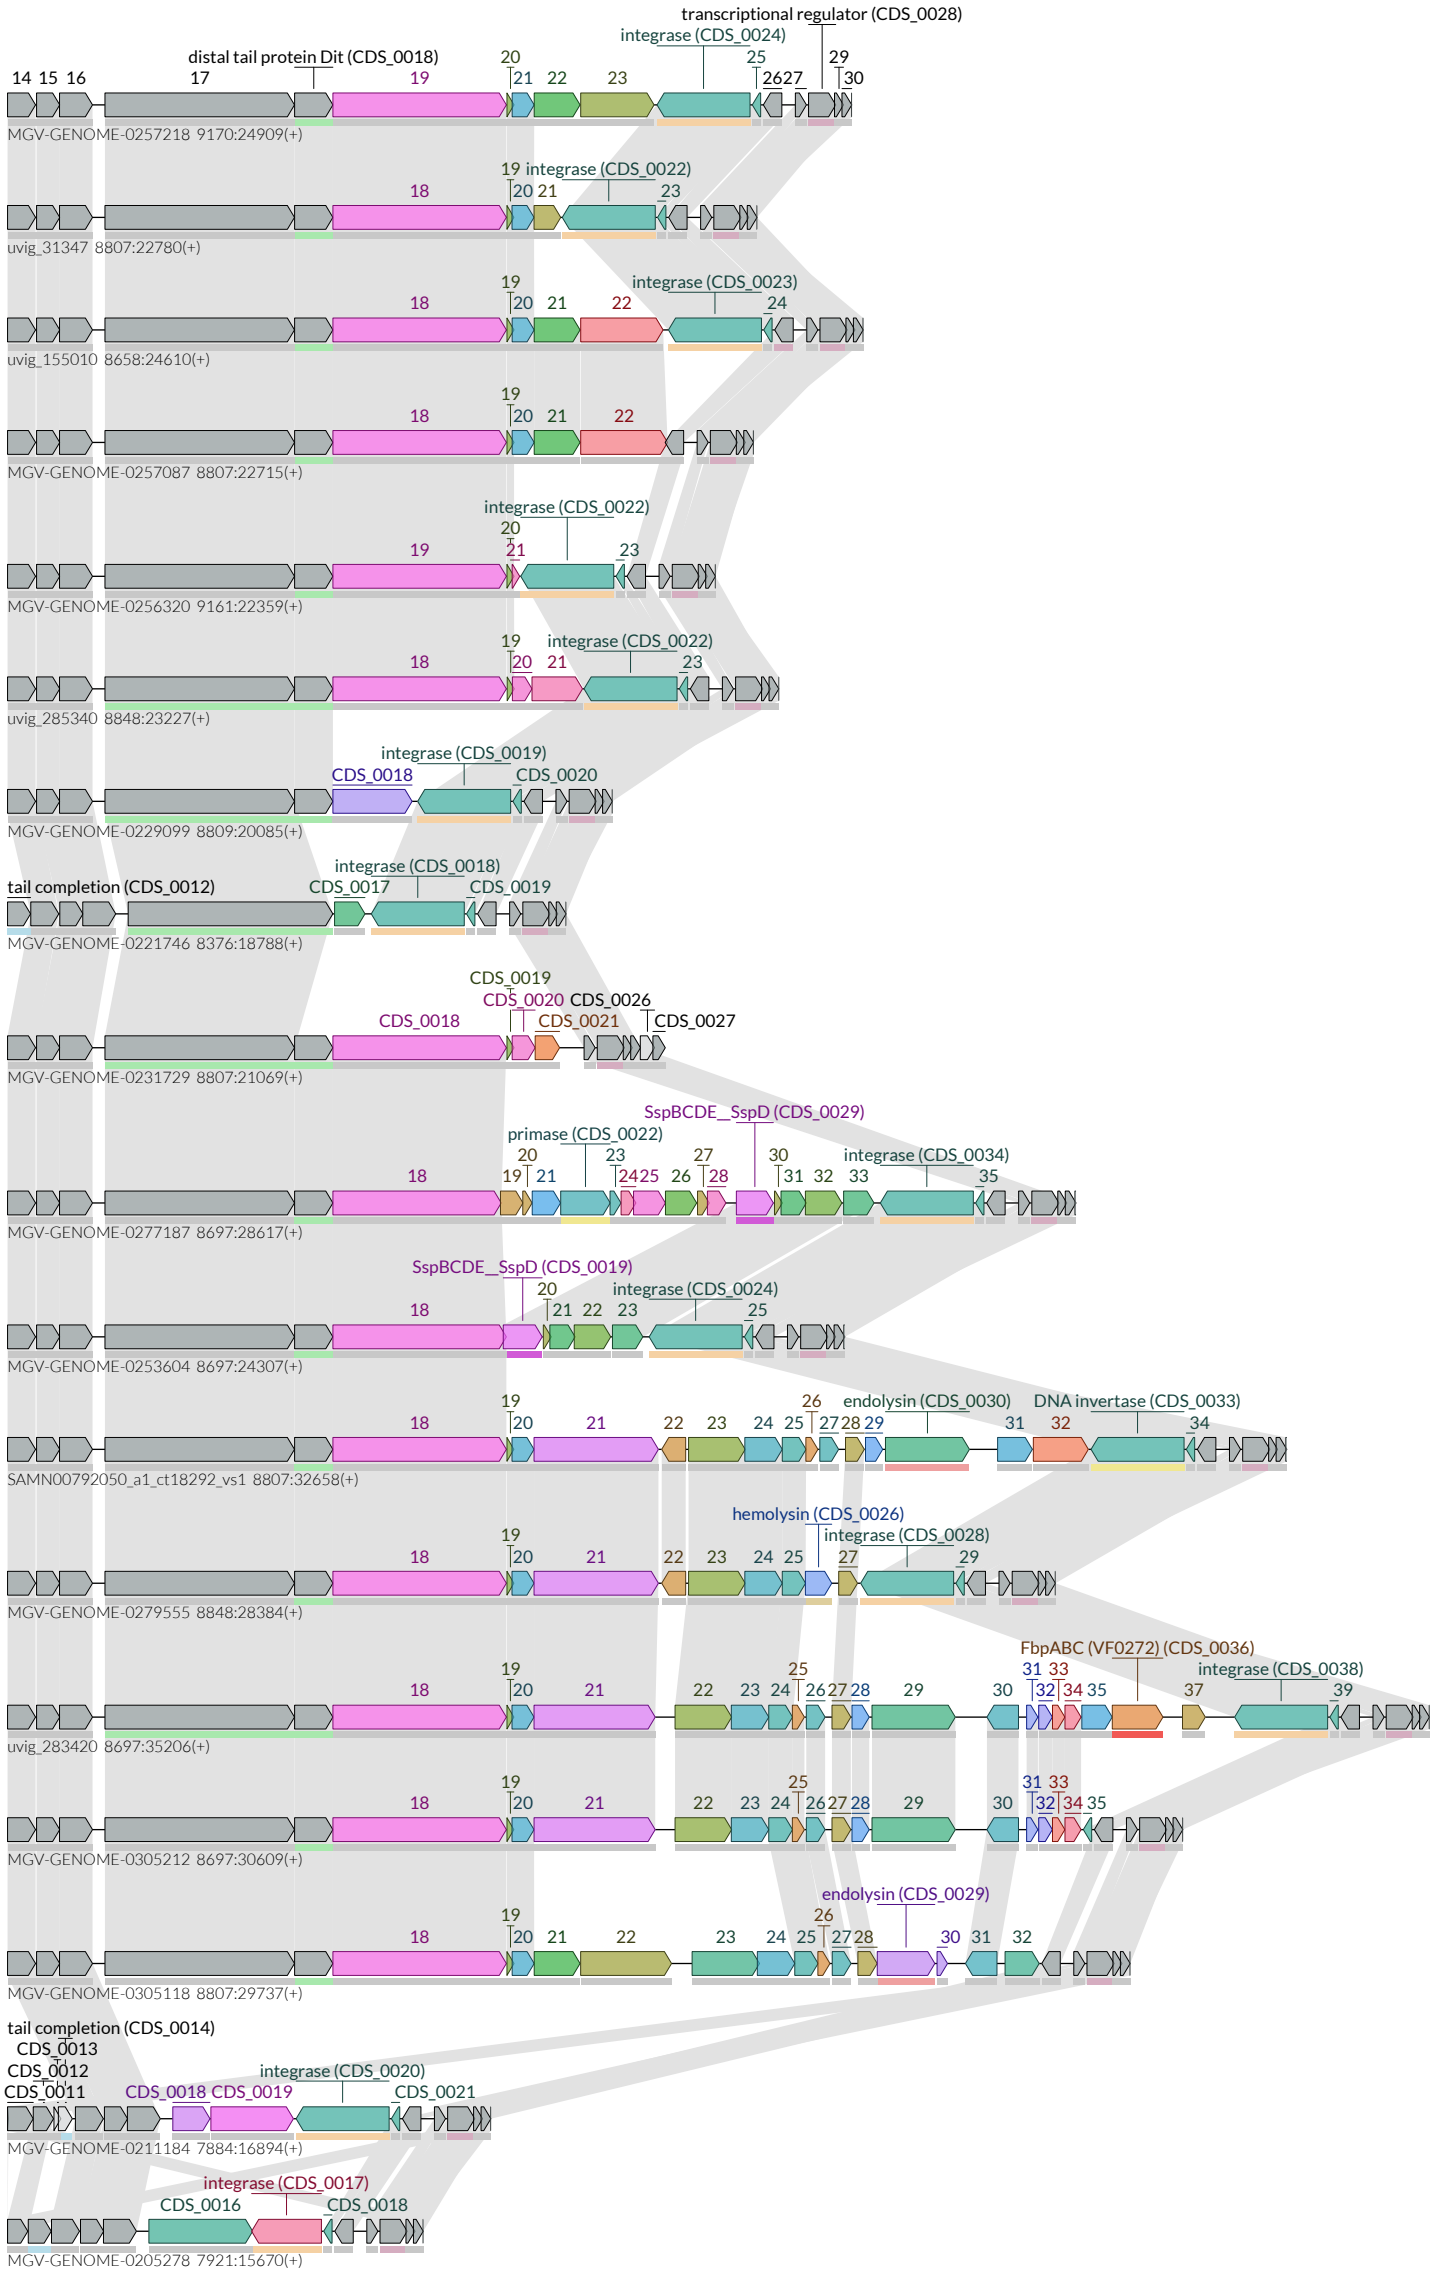 transcriptional regulator (CDS_0028)
integrase (CDS_0024)
distal tail protein Dit (CDS_0018) 20 25 29
14 15 16 17 19 21 22 23 26 27 30
MGV-GENOME-0257218 9170:24909(+)
19 integrase (CDS_0022)
18 20 21 23
uvig_31347 8807:22780(+)
integrase (CDS_0023)
19
18 20 21 22 24
uvig_155010 8658:24610(+)
19
18 20 21 22
MGV-GENOME-0257087 8807:22715(+)
integrase (CDS_0022)
20
19 21 23
MGV-GENOME-0256320 9161:22359(+)
19 integrase (CDS_0022)
18 20 21 23
uvig_285340 8848:23227(+)
integrase (CDS_0019)
CDS_0018 CDS_0020
MGV-GENOME-0229099 8809:20085(+)
integrase (CDS_0018)
tail completion (CDS_0012) CDS_0017 CDS_0019
MGV-GENOME-0221746 8376:18788(+)
CDS_0019
CDS_0020 CDS_0026
CDS_0018 CDS_0021 CDS_0027
MGV-GENOME-0231729 8807:21069(+)
SspBCDE__SspD (CDS_0029)
primase (CDS_0022)
20 23 27 30 integrase (CDS_0034)
18 19 21 24 25 26 28 31 32 33 35
MGV-GENOME-0277187 8697:28617(+)
SspBCDE__SspD (CDS_0019)
20 integrase (CDS_0024)
18 21 22 23 25
MGV-GENOME-0253604 8697:24307(+)
19 26 endolysin (CDS_0030) DNA invertase (CDS_0033)
18 20 21 22 23 24 25 27 28 29 31 32 34
SAMN00792050_a1_ct18292_vs1 8807:32658(+)
hemolysin (CDS_0026)
19 integrase (CDS_0028)
18 20 21 22 23 24 25 27 29
MGV-GENOME-0279555 8848:28384(+)
FbpABC (VF0272) (CDS_0036)
19 25 31 33 integrase (CDS_0038)
18 20 21 22 23 24 26 27 28 29 30 32 34 35 37 39
uvig_283420 8697:35206(+)
19 25 31 33
18 20 21 22 23 24 26 27 28 29 30 32 34 35
MGV-GENOME-0305212 8697:30609(+)
endolysin (CDS_0029)
19 26
18 20 21 22 23 24 25 27 28 30 31 32
MGV-GENOME-0305118 8807:29737(+)
tail completion (CDS_0014)
CDS_0013
CDS_0012 integrase (CDS_0020)
CDS_0011 CDS_0018 CDS_0019 CDS_0021
MGV-GENOME-0211184 7884:16894(+)
integrase (CDS_0017)
CDS_0016 CDS_0018
MGV-GENOME-0205278 7921:15670(+)